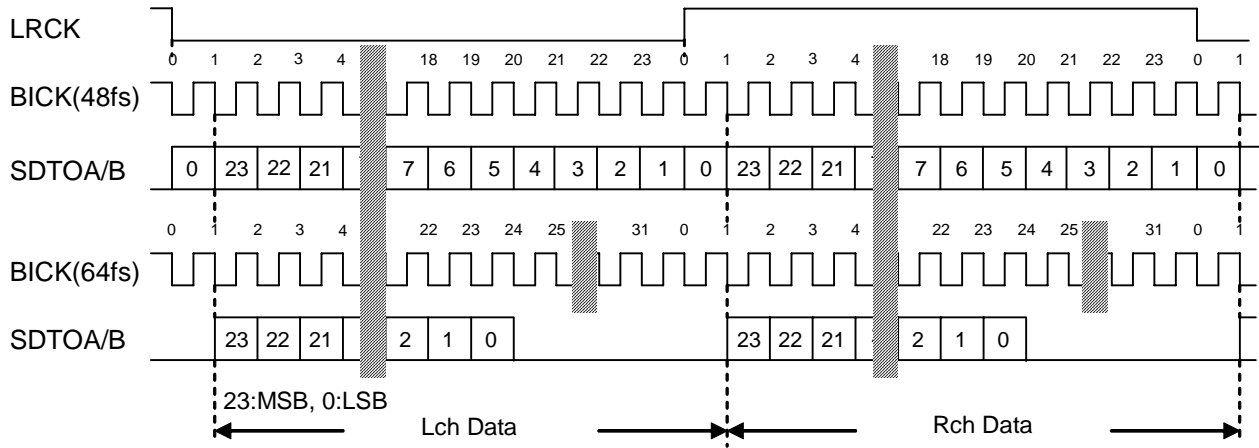 LRCK
0 1 2 3 4 18 19 20 21 22 23 0 1 2 3 4 18 19 20 21 22 23 0 1
BICK(48fs)
SDTOA/B 0 23 22 21 7 6 5 4 3 2 1 0 23 22 21 7 6 5 4 3 2 1 0
0 1 2 3 4 22 23 24 25 31 0 1 2 3 4 22 23 24 25 31 0 1
BICK(64fs)
SDTOA/B 23 22 21 2 1 0 23 22 21 2 1 0
23:MSB, 0:LSB
Lch Data Rch Data